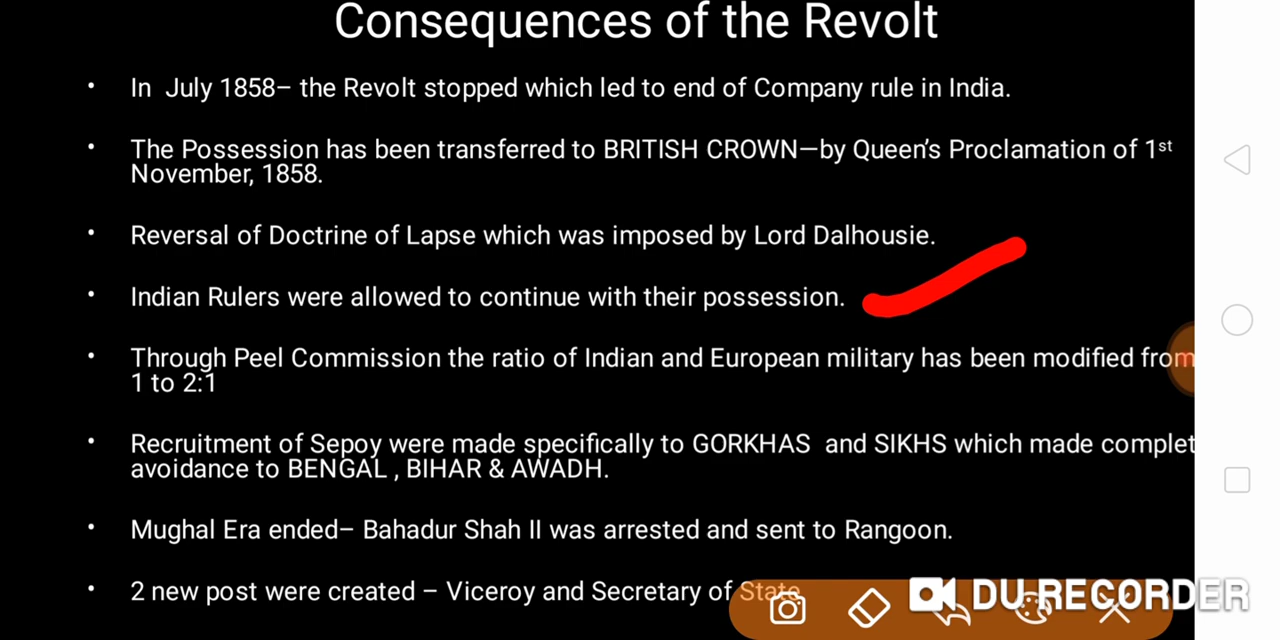 Consequences of the Revolt
• In July 1858– the Revolt stopped which led to end of Company rule in India.
• The Possession has been transferred to BRITISH CROWN—by Queen's Proclamation of 1st
November, 1858.
• Reversal of Doctrine of Lapse which was imposed by Lord Dalhousie.
• Indian Rulers were allowed to continue with their possession.
• Through Peel Commission the ratio of Indian and European military has been modified from
1 to 2:1
• Recruitment of Sepoy were made specifically to GORKHAS and SIKHS which made complet
avoidance to BENGAL , BIHAR & AWADH.
• Mughal Era ended– Bahadur Shah II was arrested and sent to Rangoon.
• 2 new post were created – Viceroy and Secretary of State
DU RECORDER